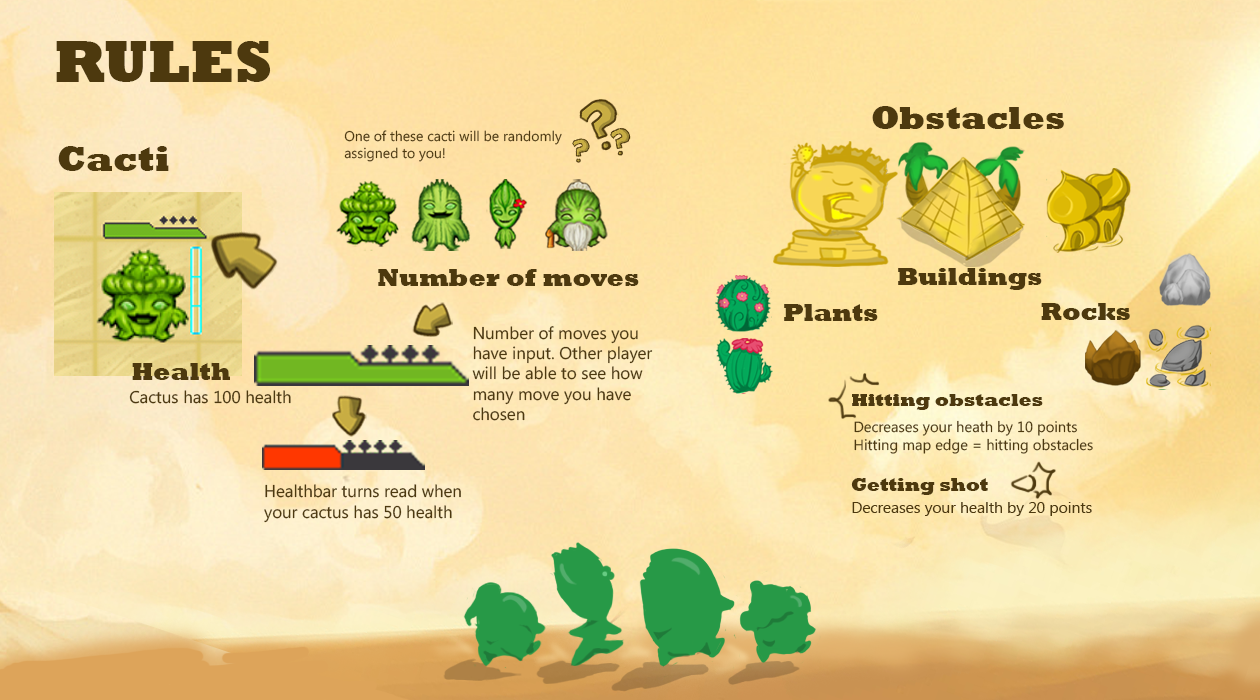 RULES
Cacti
One of these cacti will be randomly
assigned to you!
???
Number of moves
Number of moves you
have input. Other player
will be able to see how
many move you have
chosen
Health
Cactus has 100 health
Healthbar turns read when
your cactus has 50 health
Obstacles
Buildings
Plants
Rocks
Hitting obstacles
Decreases your heath by 10 points
Hitting map edge = hitting obstacles
Getting shot
Decreases your health by 20 points